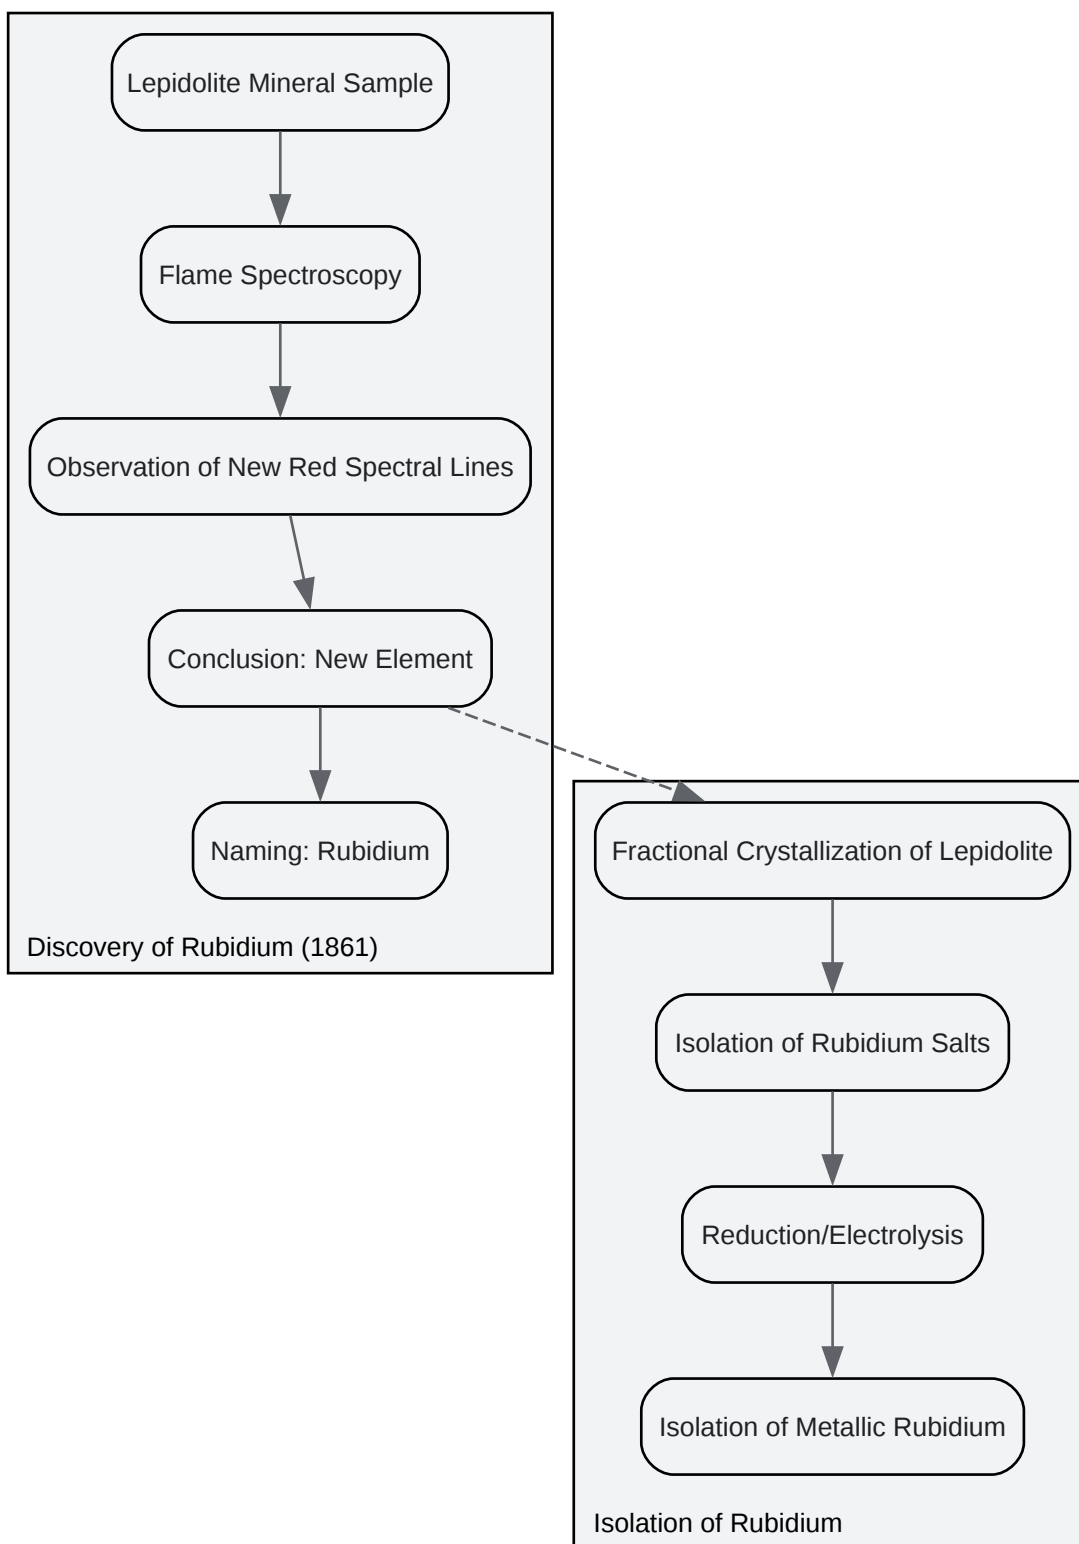 Lepidolite Mineral Sample
Flame Spectroscopy
Observation of New Red Spectral Lines
Conclusion: New Element
Naming: Rubidium
Discovery of Rubidium (1861)
Fractional Crystallization of Lepidolite
Isolation of Rubidium Salts
Reduction/Electrolysis
Isolation of Metallic Rubidium
Isolation of Rubidium